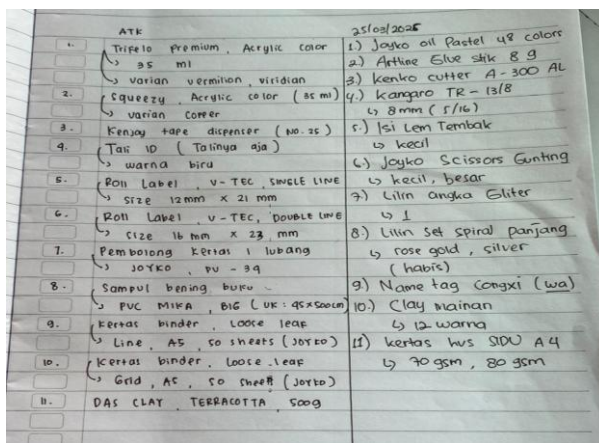 ATK
1. Trifelo Premium, Acrylic color
↳ 35 ml
↳ varian vermilion, viridian
2. Squeezy, Acrylic color (35 ml)
↳ varian copper
3. Kenjoy tape dispenser (NO. 25)
4. Tali ID (Talinya aja)
↳ warna biru
5. Roll Label, V-TEC, SINGLE LINE
↳ size 12mm x 21 mm
6. Roll Label, V-TEC, DOUBLE LINE
↳ size 16 mm x 23 mm
7. Pembolong Kertas 1 lubang
↳ JOYKO, PU - 39
8. Sampul bening buku
↳ PVC MIKA, BIG (UK: 45x500cm)
9. Kertas binder, Loose leaf
↳ Line, A5, 50 sheets (JOYKO)
10. Kertas binder, Loose leaf
↳ Grid, A5, 50 sheet (JOYKO)
11. DAS CLAY, TERRACOTTA, 500g
25/03/2025
1.) Joyko oil Pastel 48 colors
2.) Artline Glue stik 8 g
3.) Kenko cutter A-300 AL
4.) Kangaro TR - 13/8
↳ 8mm (5/16)
5.) Isi Lem Tembak
↳ kecil
6.) Joyko Scissors Gunting
↳ kecil, besar
7.) Lilin angka Gliter
↳ 1
8.) Lilin Set Spiral panjang
↳ rose gold, silver
(habis)
9.) Name tag Congxi (wa)
10.) Clay mainan
↳ 12 warna
11) kertas hvs SIDU A4
↳ 70 gsm, 80 gsm